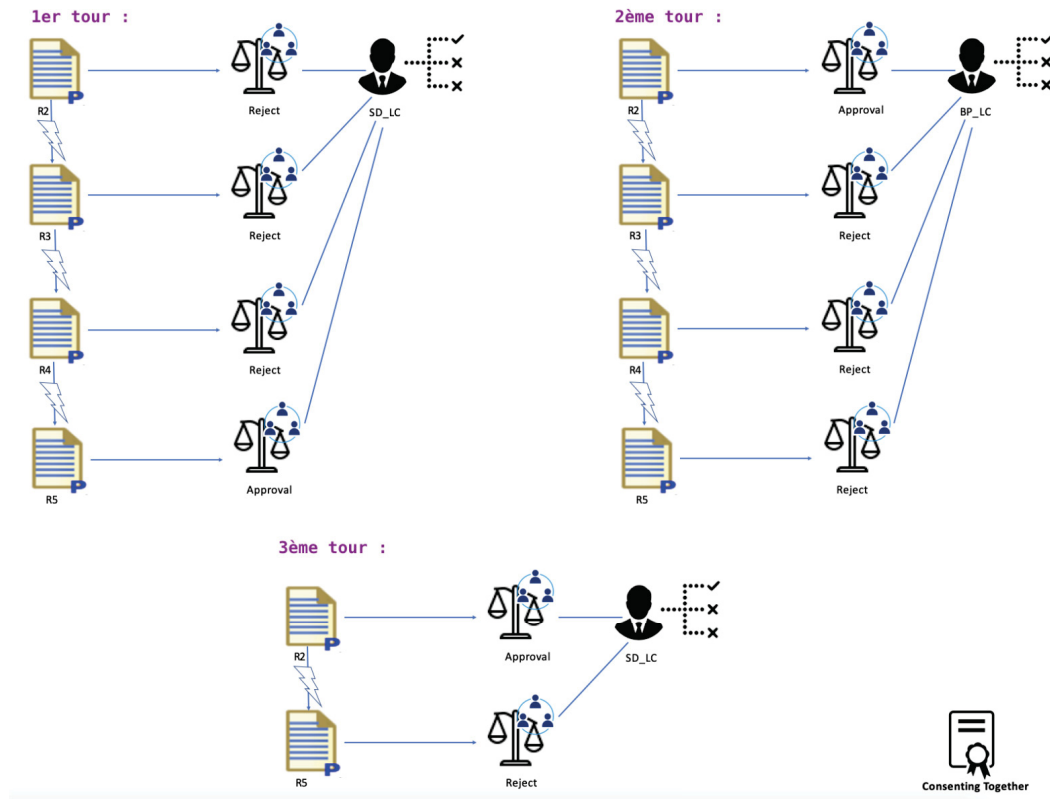 1er tour :
P
R2
Reject
SD_LC
P
R3
Reject
P
R4
Reject
P
R5
Approval
2ème tour :
P
R2
Approval
BP_LC
P
R3
Reject
P
R4
Reject
P
R5
Reject
3ème tour :
P
R2
Approval
SD_LC
P
R5
Reject
Consenting Together